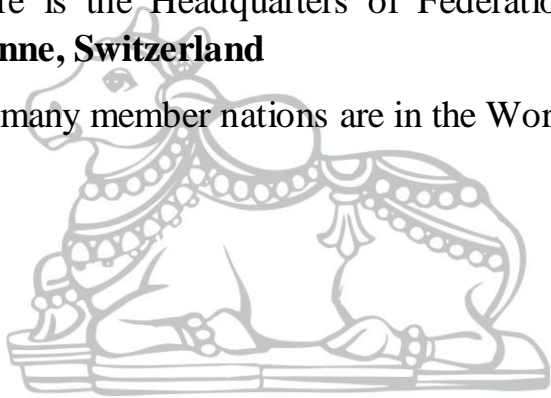 re is the Headquarters of Federatio
nne, Switzerland
many member nations are in the Wor